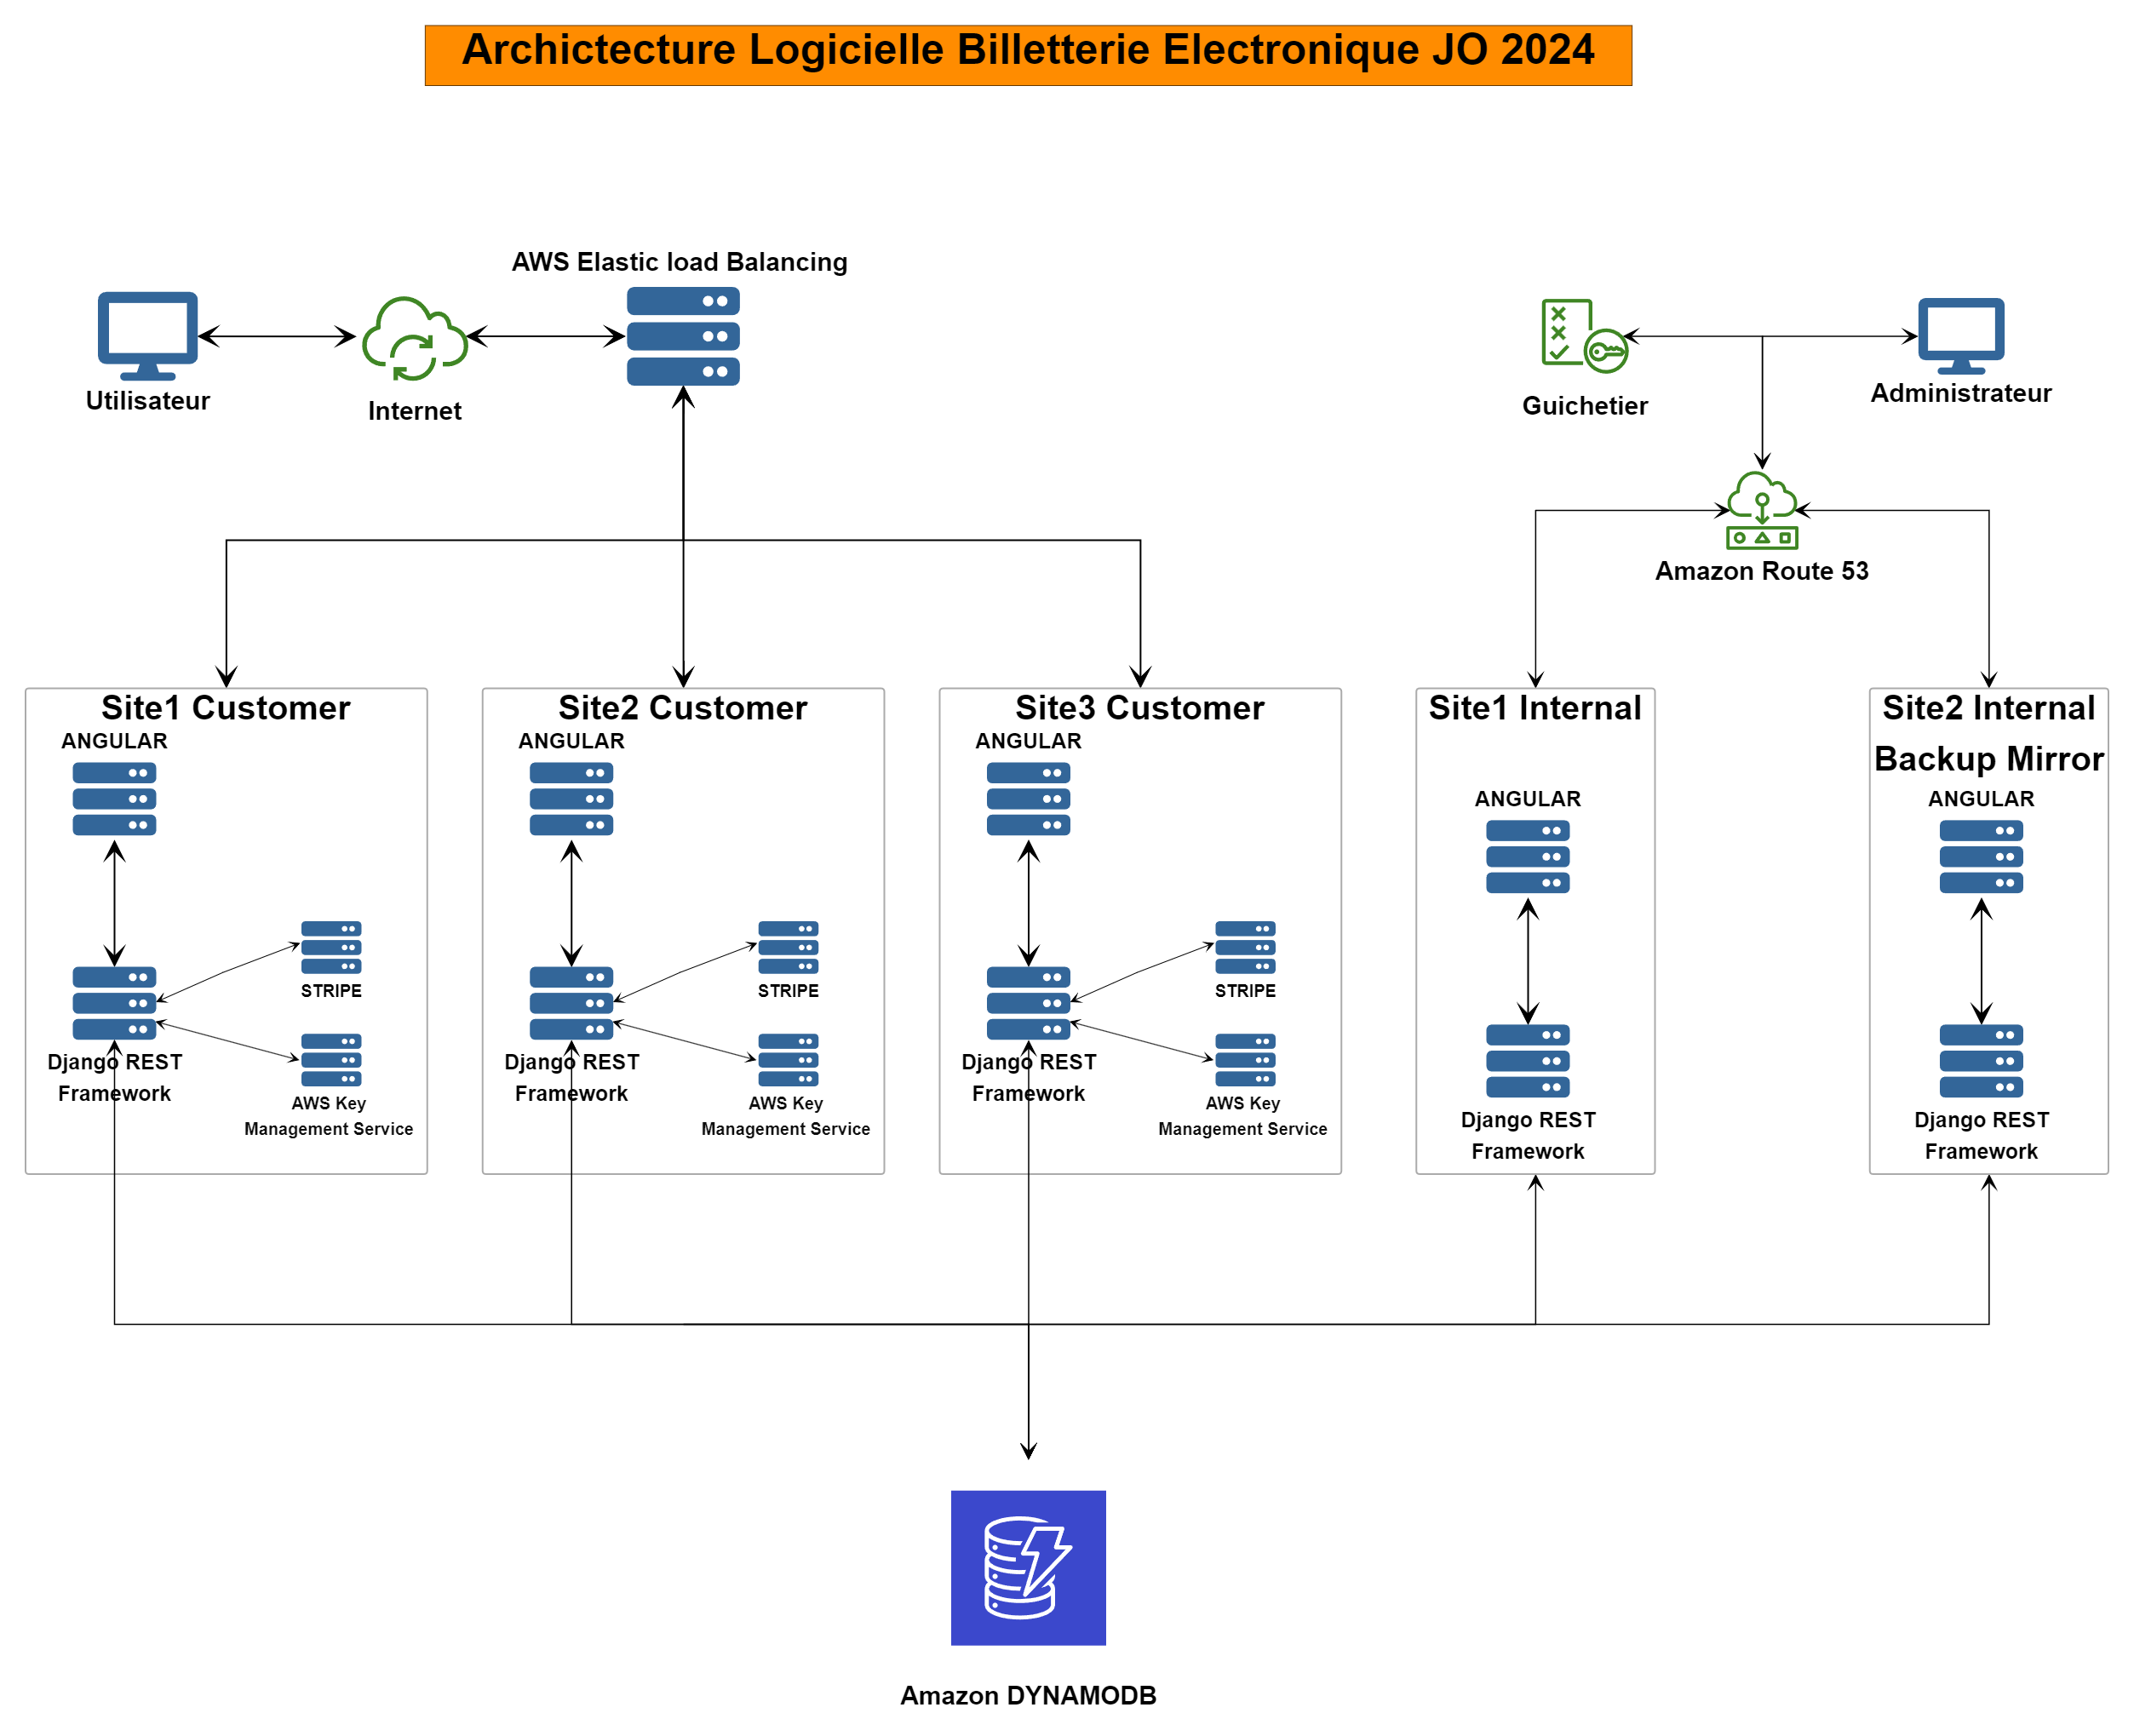 Archictecture Logicielle Billetterie Electronique JO 2024
AWS Elastic load Balancing
Utilisateur
Internet
Guichetier
Administrateur
Amazon Route 53
Site1 Customer
ANGULAR
STRIPE
Django REST
Framework
AWS Key
Management Service
Site2 Customer
ANGULAR
STRIPE
Django REST
Framework
AWS Key
Management Service
Site3 Customer
ANGULAR
STRIPE
Django REST
Framework
AWS Key
Management Service
Site1 Internal
ANGULAR
Django REST
Framework
Site2 Internal
Backup Mirror
ANGULAR
Django REST
Framework
Amazon DYNAMODB